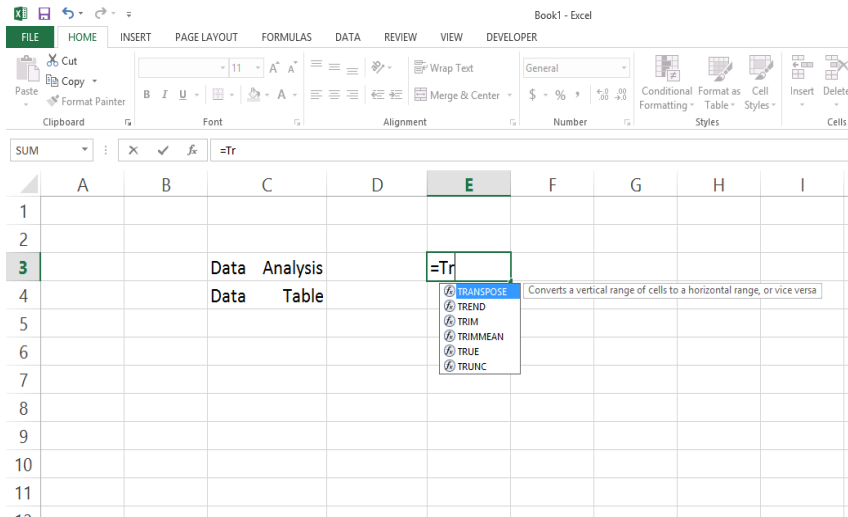 Book1 - Excel
FILE HOME INSERT PAGE LAYOUT FORMULAS DATA REVIEW VIEW DEVELOPER
Cut
Copy
Format Painter
Paste
Clipboard
11 A A
B I U A
Font
Wrap Text
Merge & Center
Alignment
General
$ % ,
Number
Conditional Formatting
Format as Table
Cell Styles
Styles
Insert Delete
Cells
SUM fx =Tr
A B C D E F G H I
1
2
3 Data Analysis =Tr
4 Data Table
TRANSPOSE Converts a vertical range of cells to a horizontal range, or vice versa
TREND
5 TRIM
TRIMMEAN
6 TRUE
TRUNC
7
8
9
10
11